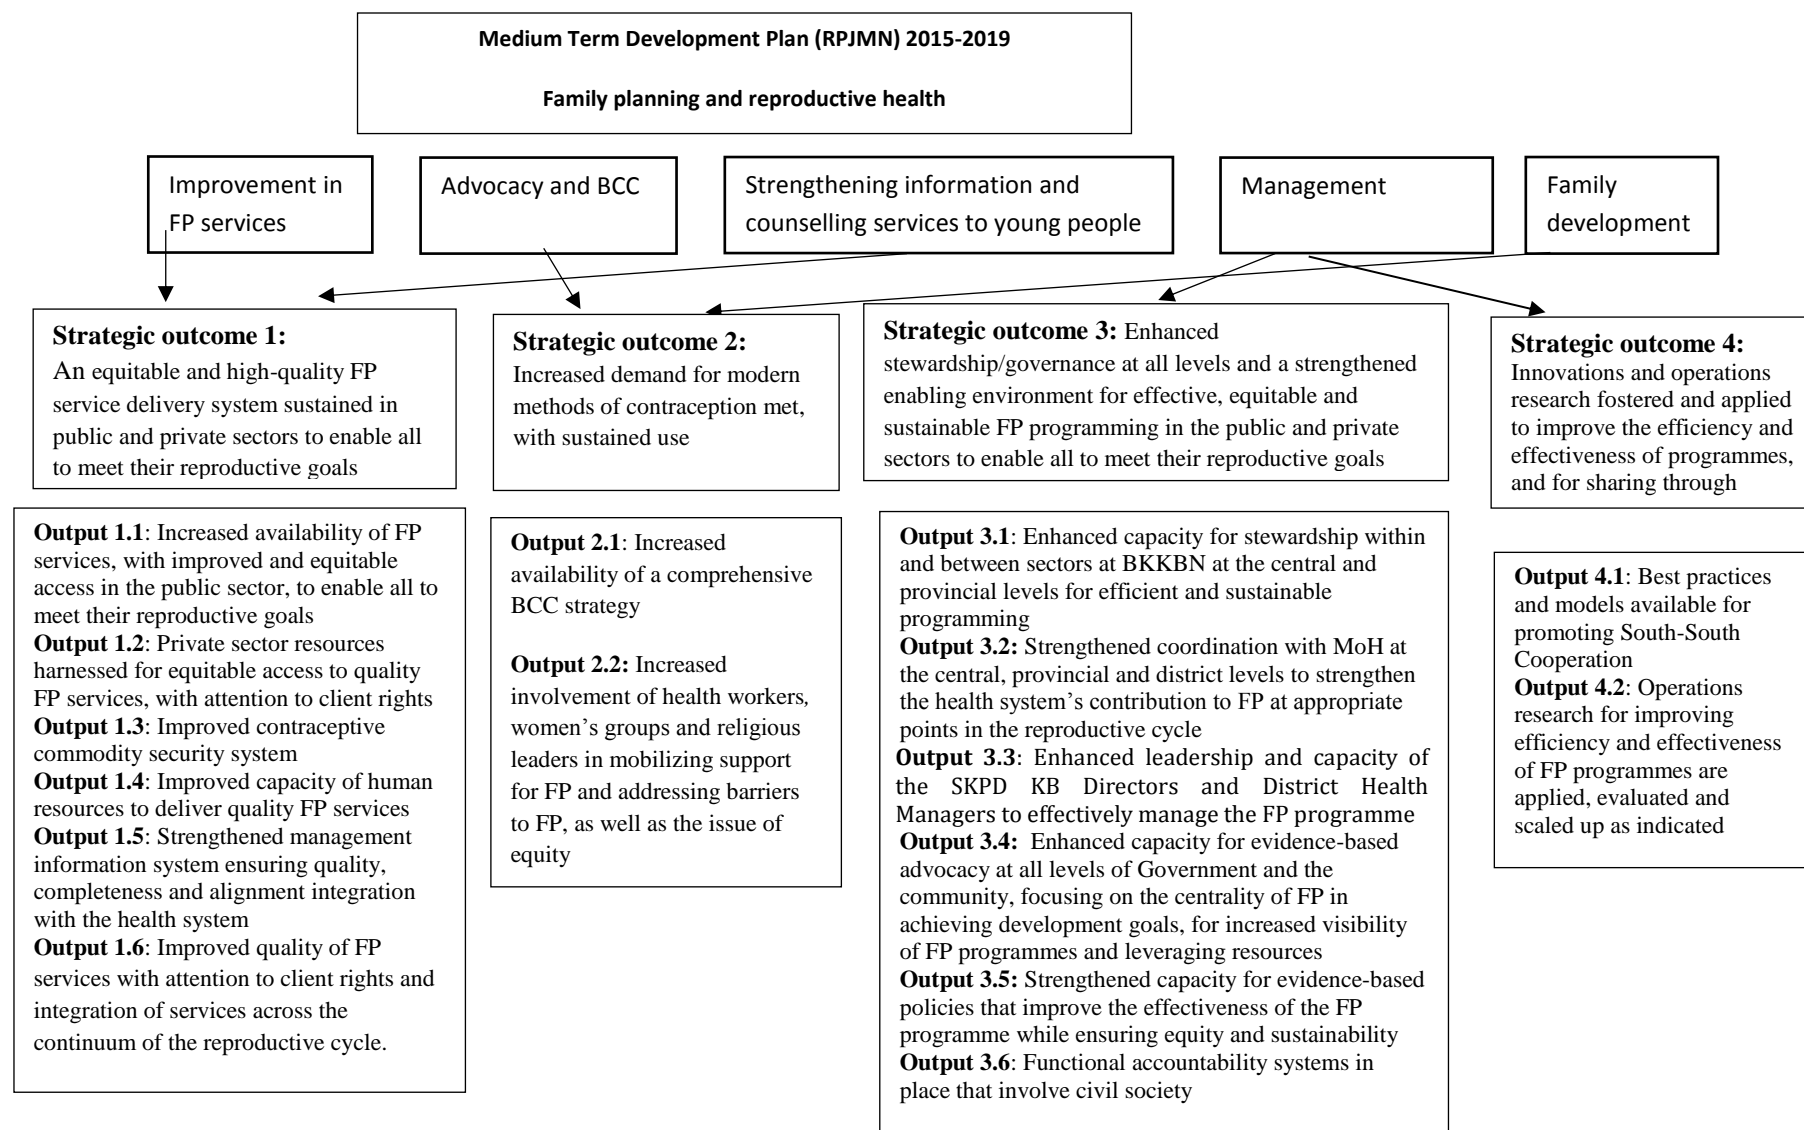 Medium Term Development Plan (RPJMN) 2015-2019
Family planning and reproductive health
Improvement in
FP services
Advocacy and BCC
Strengthening information and
counselling services to young people
Management
Family
development
Strategic outcome 1:
An equitable and high-quality FP
service delivery system sustained in
public and private sectors to enable all
to meet their reproductive goals
Strategic outcome 2:
Increased demand for modern
methods of contraception met,
with sustained use
Strategic outcome 3: Enhanced
stewardship/governance at all levels and a strengthened
enabling environment for effective, equitable and
sustainable FP programming in the public and private
sectors to enable all to meet their reproductive goals
Strategic outcome 4:
Innovations and operations
research fostered and applied
to improve the efficiency and
effectiveness of programmes,
and for sharing through
Output 1.1: Increased availability of FP
services, with improved and equitable
access in the public sector, to enable all to
meet their reproductive goals
Output 1.2: Private sector resources
harnessed for equitable access to quality
FP services, with attention to client rights
Output 1.3: Improved contraceptive
commodity security system
Output 1.4: Improved capacity of human
resources to deliver quality FP services
Output 1.5: Strengthened management
information system ensuring quality,
completeness and alignment integration
with the health system
Output 1.6: Improved quality of FP
services with attention to client rights and
integration of services across the
continuum of the reproductive cycle.
Output 2.1: Increased
availability of a comprehensive
BCC strategy
Output 2.2: Increased
involvement of health workers,
women's groups and religious
leaders in mobilizing support
for FP and addressing barriers
to FP, as well as the issue of
equity
Output 3.1: Enhanced capacity for stewardship within
and between sectors at BKKBN at the central and
provincial levels for efficient and sustainable
programming
Output 3.2: Strengthened coordination with MoH at
the central, provincial and district levels to strengthen
the health system's contribution to FP at appropriate
points in the reproductive cycle
Output 3.3: Enhanced leadership and capacity of
the SKPD KB Directors and District Health
Managers to effectively manage the FP programme
Output 3.4: Enhanced capacity for evidence-based
advocacy at all levels of Government and the
community, focusing on the centrality of FP in
achieving development goals, for increased visibility
of FP programmes and leveraging resources
Output 3.5: Strengthened capacity for evidence-based
policies that improve the effectiveness of the FP
programme while ensuring equity and sustainability
Output 3.6: Functional accountability systems in
place that involve civil society
Output 4.1: Best practices
and models available for
promoting South-South
Cooperation
Output 4.2: Operations
research for improving
efficiency and effectiveness
of FP programmes are
applied, evaluated and
scaled up as indicated